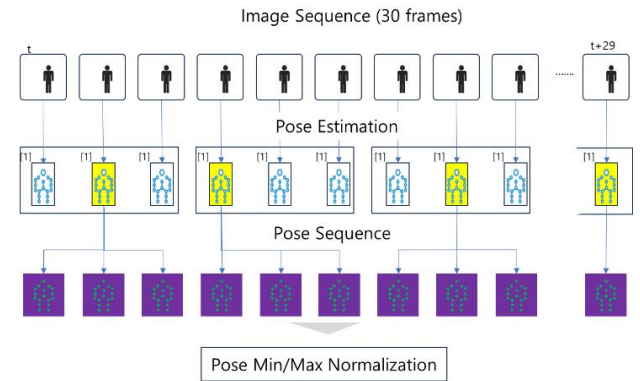 Image Sequence (30 frames)
t
t+29
.......
Pose Estimation
[1] [1] [1] [1] [1] [1] [1] [1] [1] [1]
Pose Sequence
Pose Min/Max Normalization